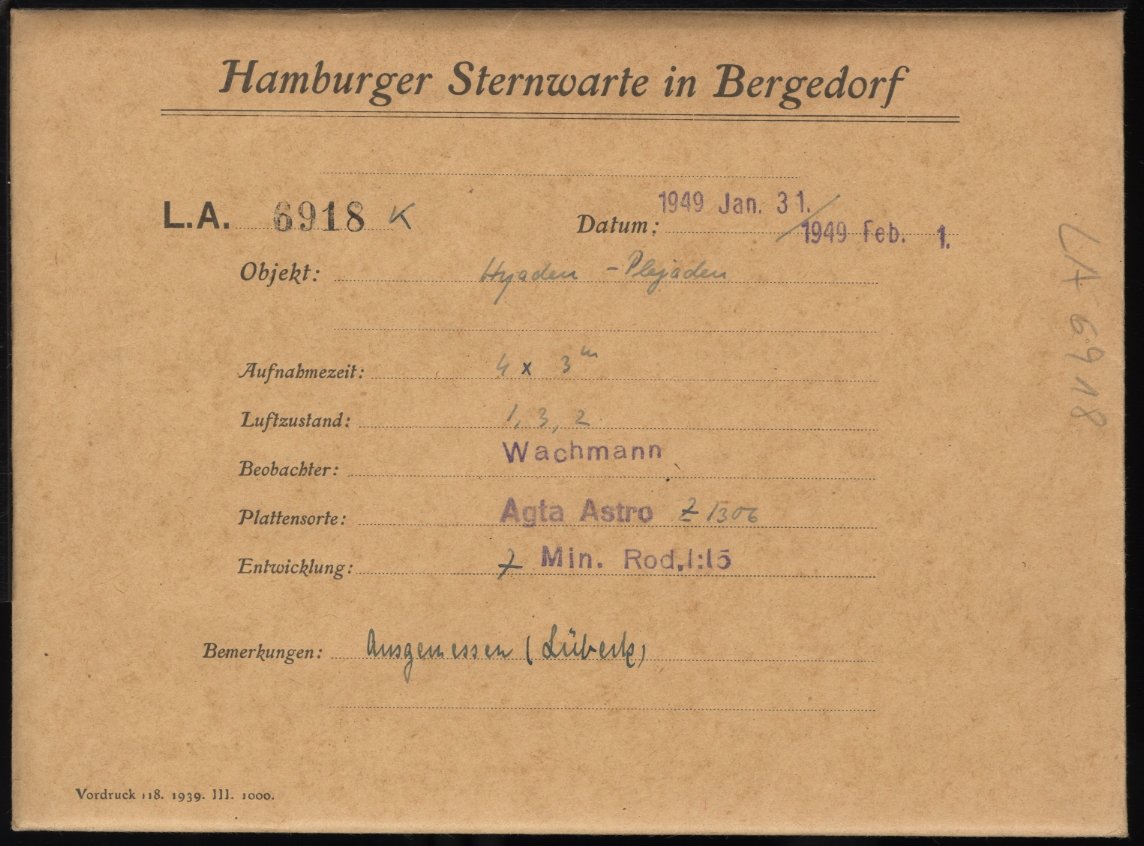 Hamburger Sternwarte in Bergedorf
L.A. 6918 K
Datum: 1949 Jan. 31. / 1949 Feb. 1.
Objekt: Hyaden - Plejaden
Aufnahmezeit: 4 x 3 m
Luftzustand: 1, 3, 2
Beobachter: Wachmann
Plattensorte: Agfa Astro Z 1306
Entwicklung: 7 Min. Rod. 1:15
Bemerkungen: Ausgemessen (Lübeck)
Vordruck 118. 1939. III. 1000.
LA 6918